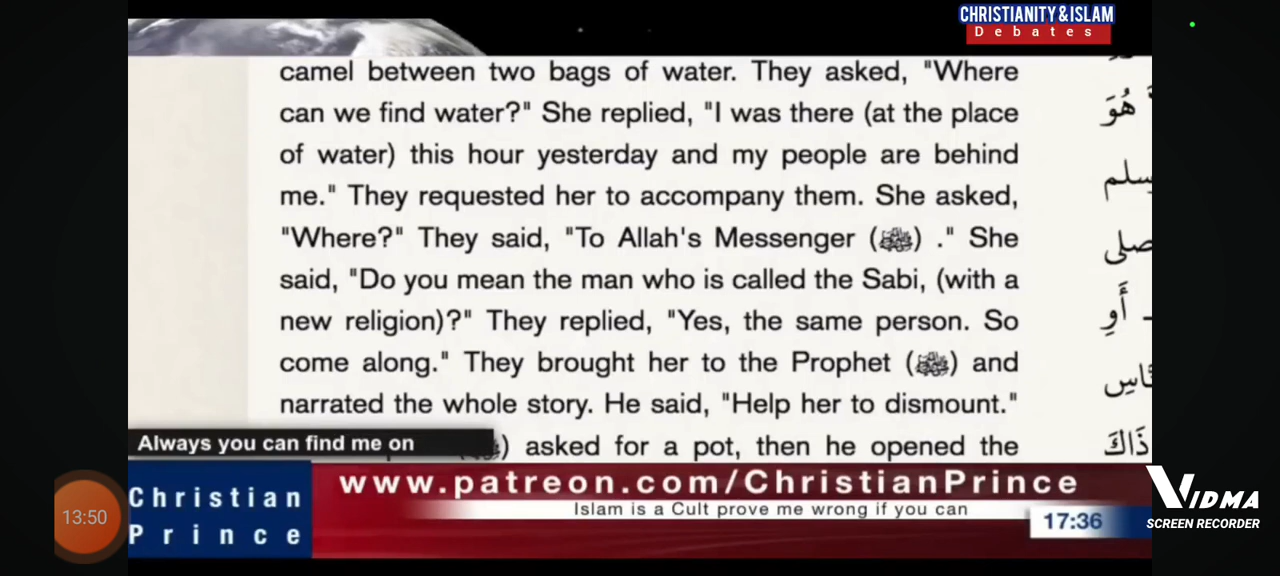 CHRISTIANITY & ISLAM
Debates
camel between two bags of water. They asked, "Where
can we find water?" She replied, "I was there (at the place
of water) this hour yesterday and my people are behind
me." They requested her to accompany them. She asked,
"Where?" They said, "To Allah's Messenger (ﷺ) ." She
said, "Do you mean the man who is called the Sabi, (with a
new religion)?" They replied, "Yes, the same person. So
come along." They brought her to the Prophet (ﷺ) and
narrated the whole story. He said, "Help her to dismount."
asked for a pot, then he opened the
هُوَ
صلى
أَوِ
ذَاكَ
Always you can find me on
www.patreon.com/ChristianPrince
Islam is a Cult prove me wrong if you can
Christian
Prince
17:36
13:50
VIDMA
SCREEN RECORDER